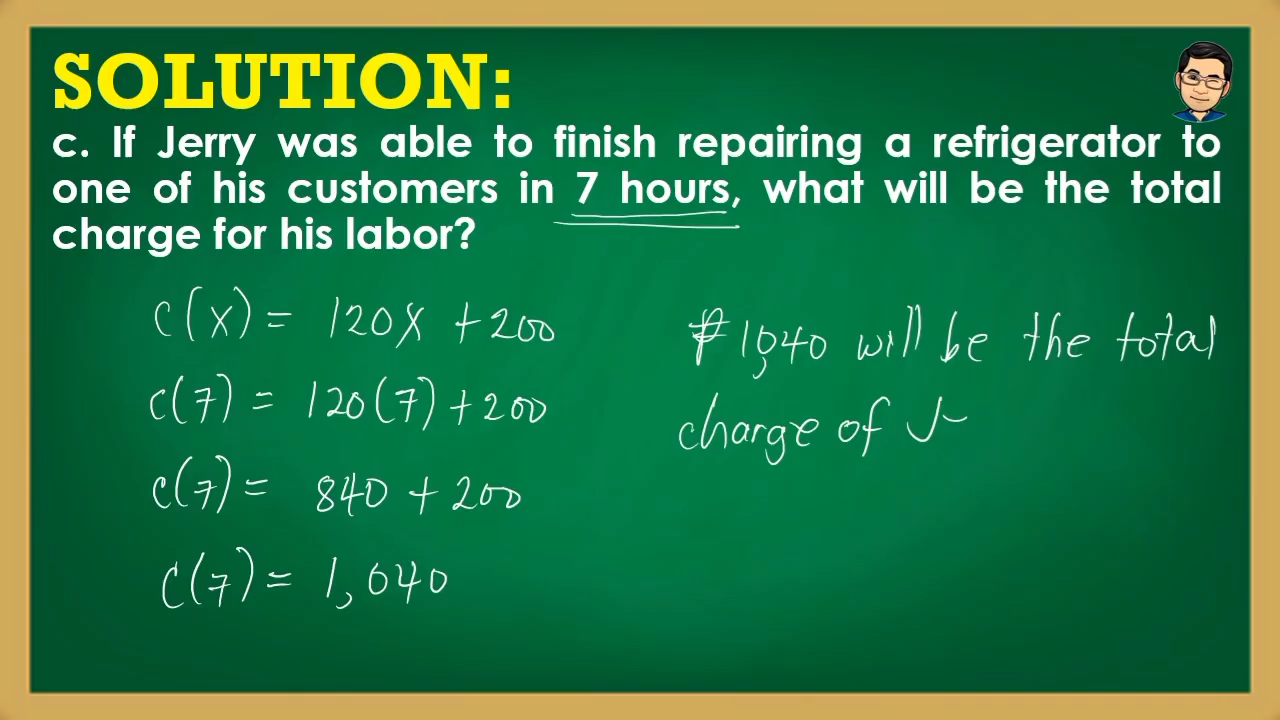 SOLUTION:
c. If Jerry was able to finish repairing a refrigerator to
one of his customers in 7 hours, what will be the total
charge for his labor?
c(x) = 120x + 200
c(7) = 120(7) + 200
c(7) = 840 + 200
c(7) = 1,040
₱1,040 will be the total
charge of J